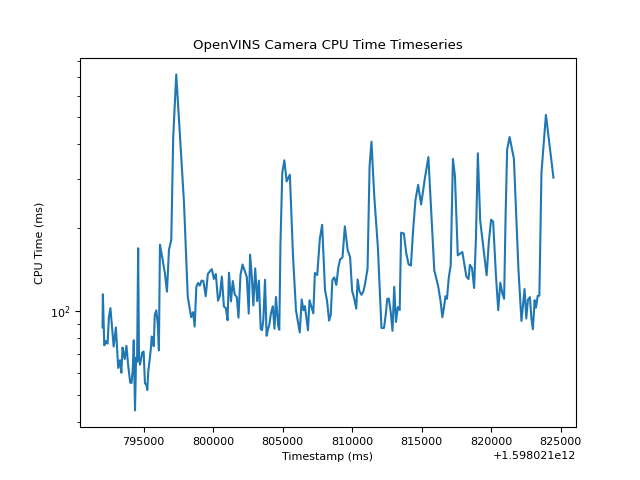 OpenVINS Camera CPU Time Timeseries
CPU Time (ms)
10²
795000 800000 805000 810000 815000 820000 825000
Timestamp (ms)
+1.598021e12